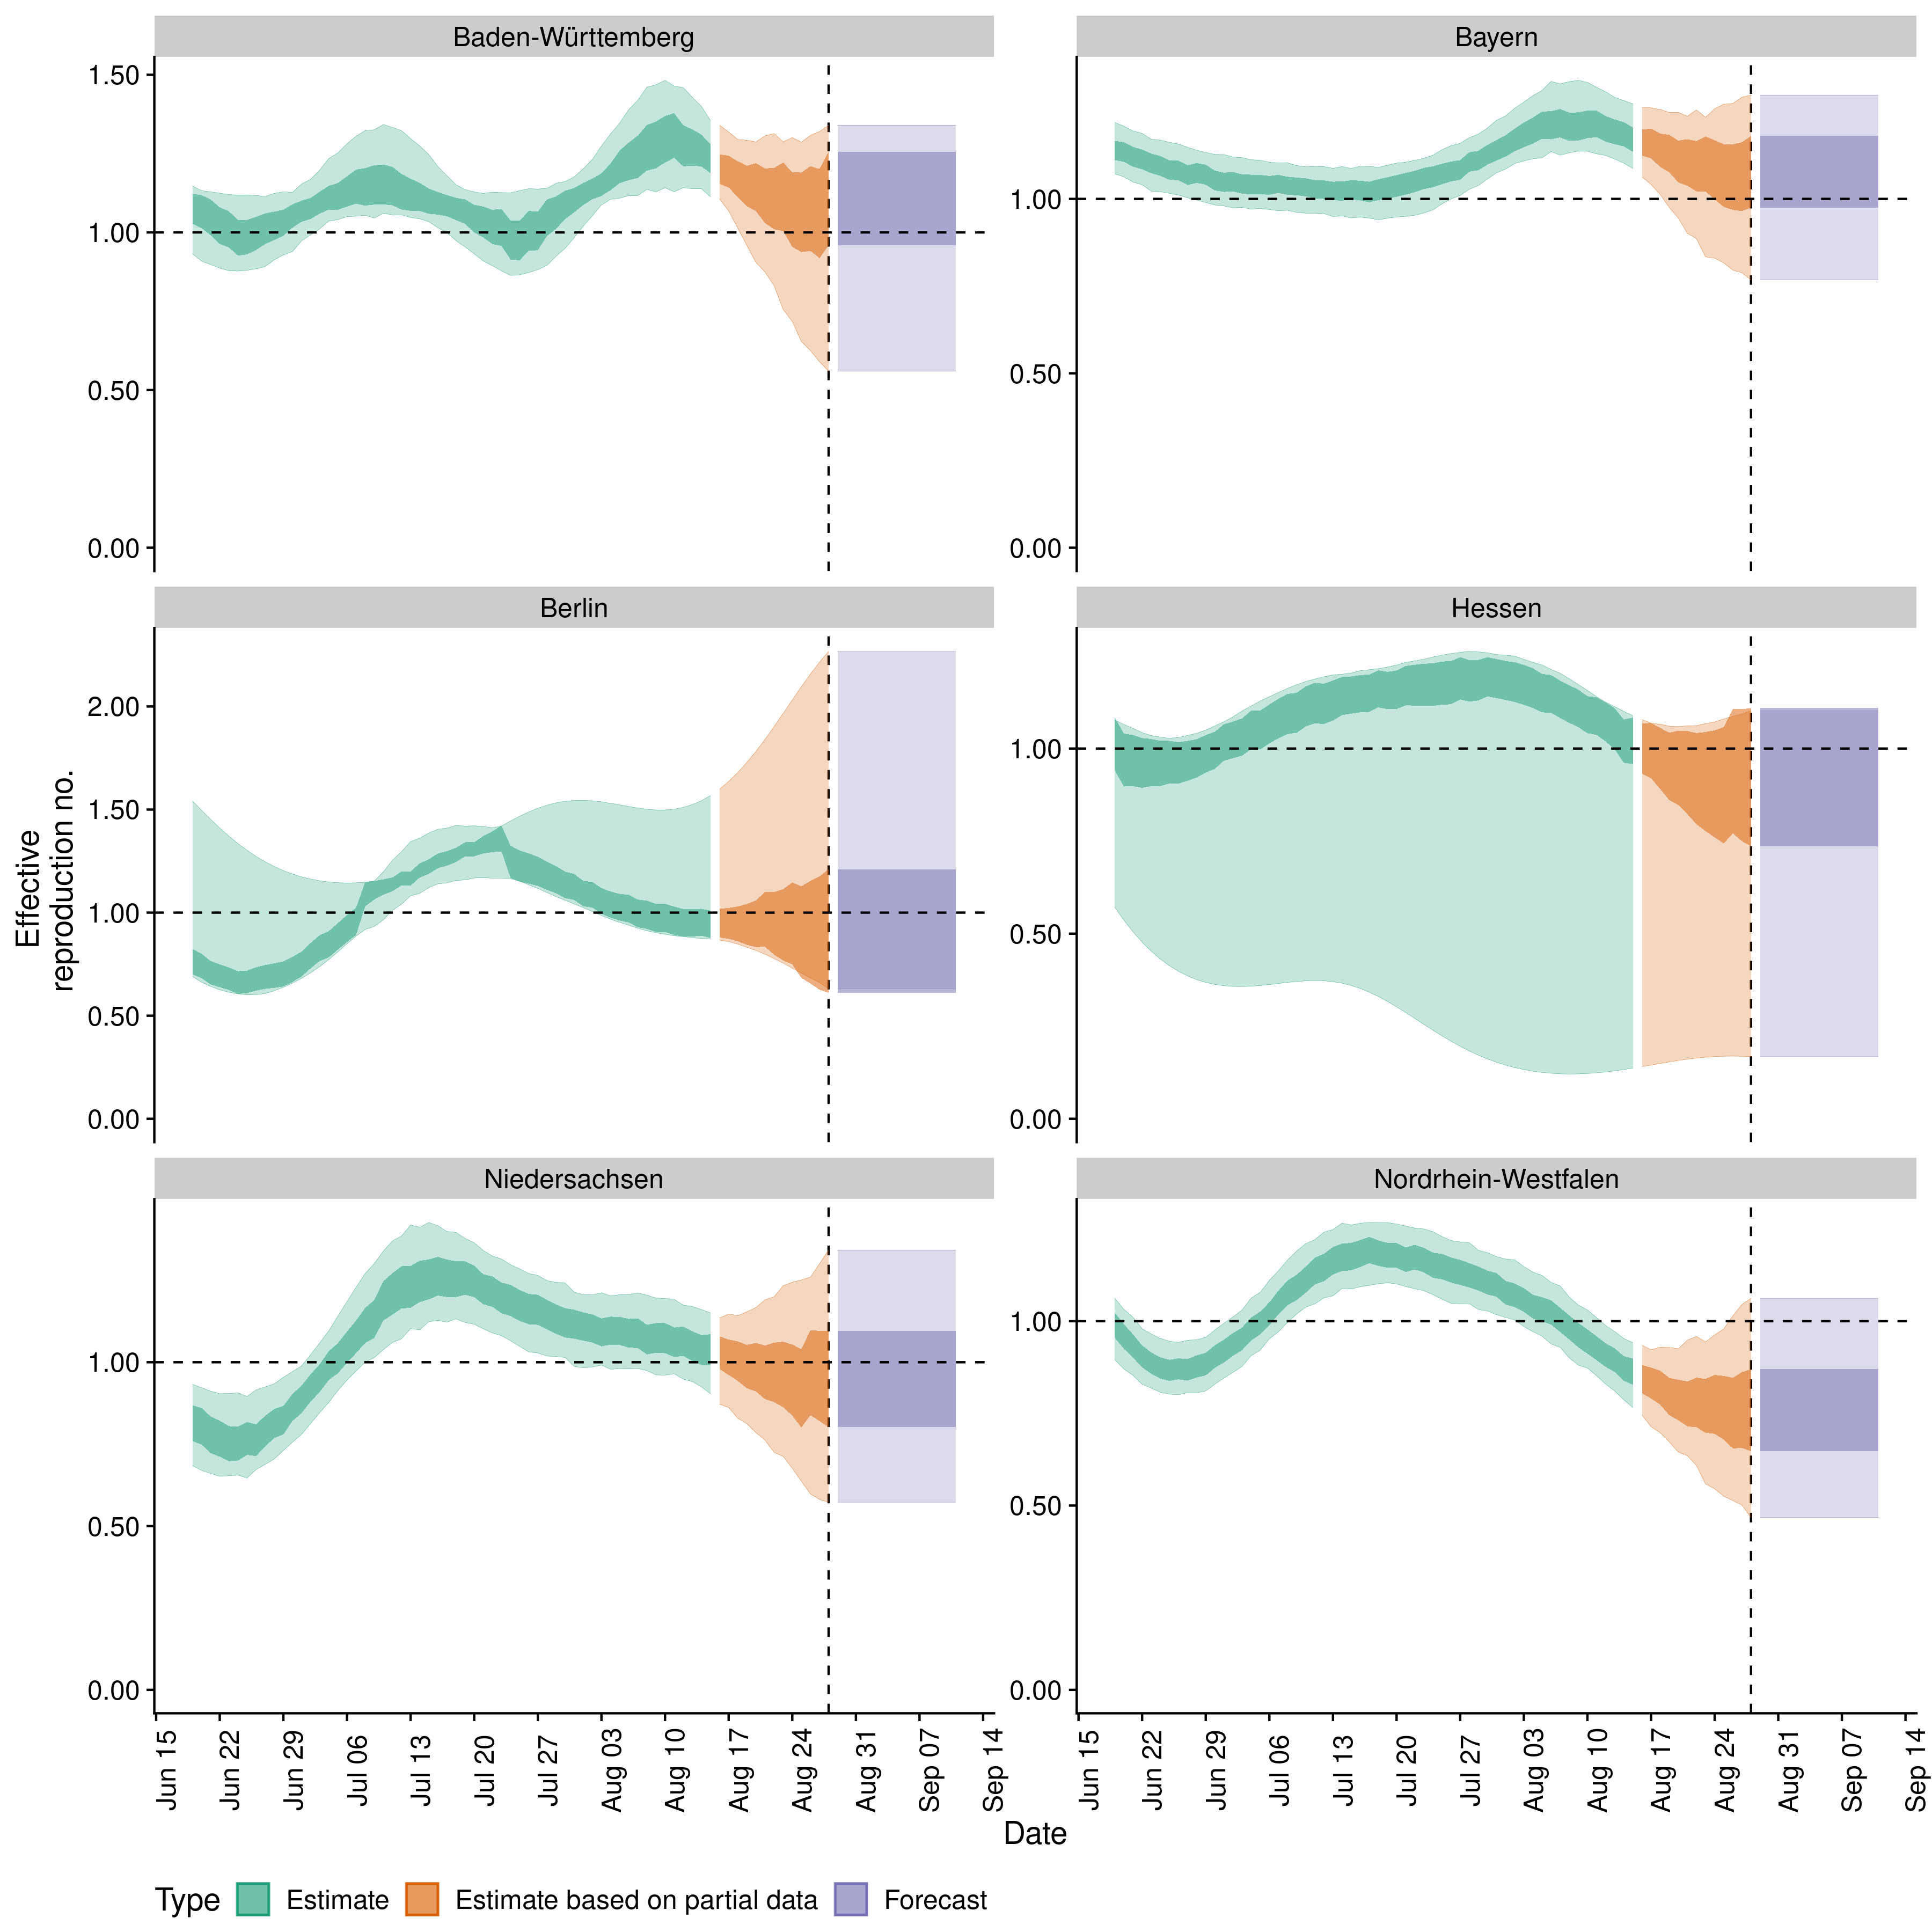 Baden-Württemberg
Bayern
1.50
1.00
0.50
0.00
1.00
0.50
0.00
Berlin
Hessen
2.00
1.50
1.00
0.50
0.00
1.00
0.50
0.00
Niedersachsen
Nordrhein-Westfalen
1.00
0.50
0.00
1.00
0.50
0.00
Effective
reproduction no.
Jun 15
Jun 22
Jun 29
Jul 06
Jul 13
Jul 20
Jul 27
Aug 03
Aug 10
Aug 17
Aug 24
Aug 31
Sep 07
Sep 14
Jun 15
Jun 22
Jun 29
Jul 06
Jul 13
Jul 20
Jul 27
Aug 03
Aug 10
Aug 17
Aug 24
Aug 31
Sep 07
Sep 14
Date
Type Estimate Estimate based on partial data Forecast